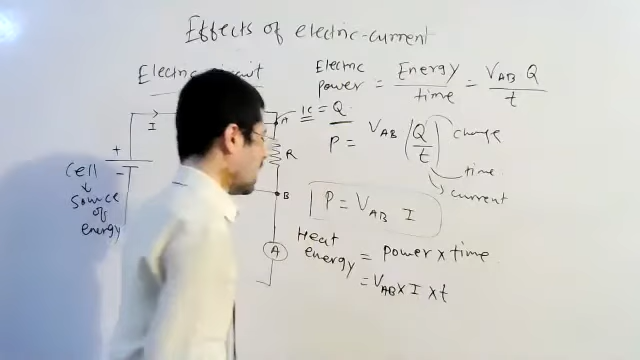 Effects of electric-current
Electric circuit
+
I
-
Cell
Source
of
energy
1C = Q
A
R
B
A
Electric power = Energy / time = V_AB Q / t
P = V_AB (Q / t)
charge
time
current
P = V_AB I
Heat energy = power × time
= V_AB × I × t